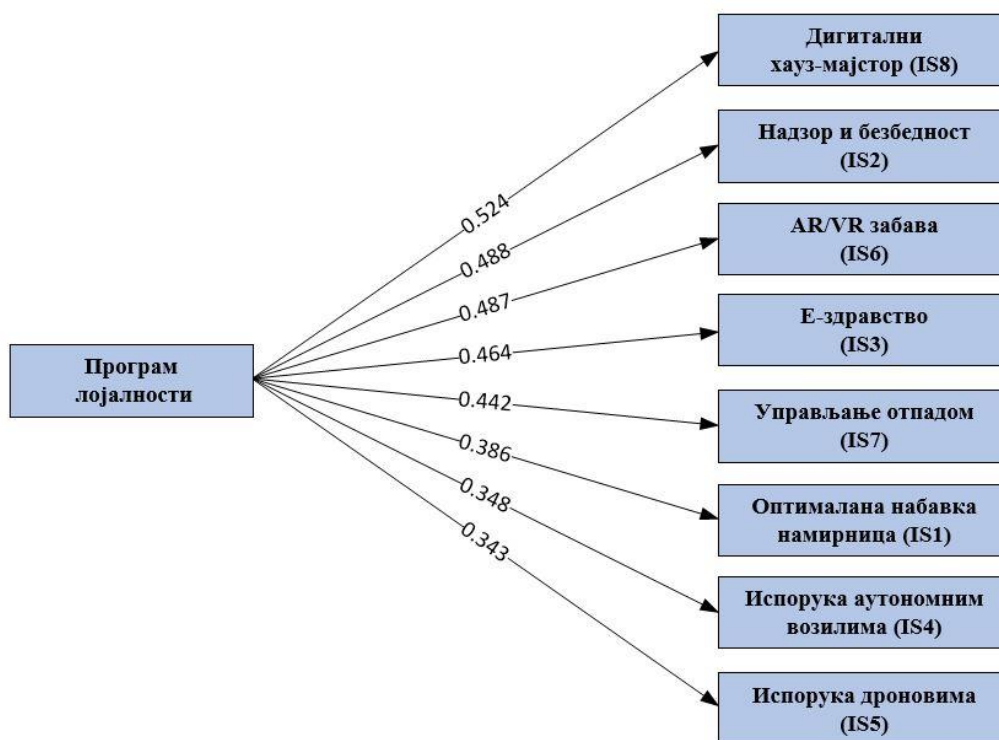 Дигитални
хауз-мајстор (IS8)
Надзор и безбедност
(IS2)
AR/VR забава
(IS6)
Е-здравство
(IS3)
Управљање отпадом
(IS7)
Оптималана набавка
намирница (IS1)
Испорука аутономним
возилима (IS4)
Испорука дроновима
(IS5)
Програм
лојалности
0.524
0.488
0.487
0.464
0.442
0.386
0.348
0.343